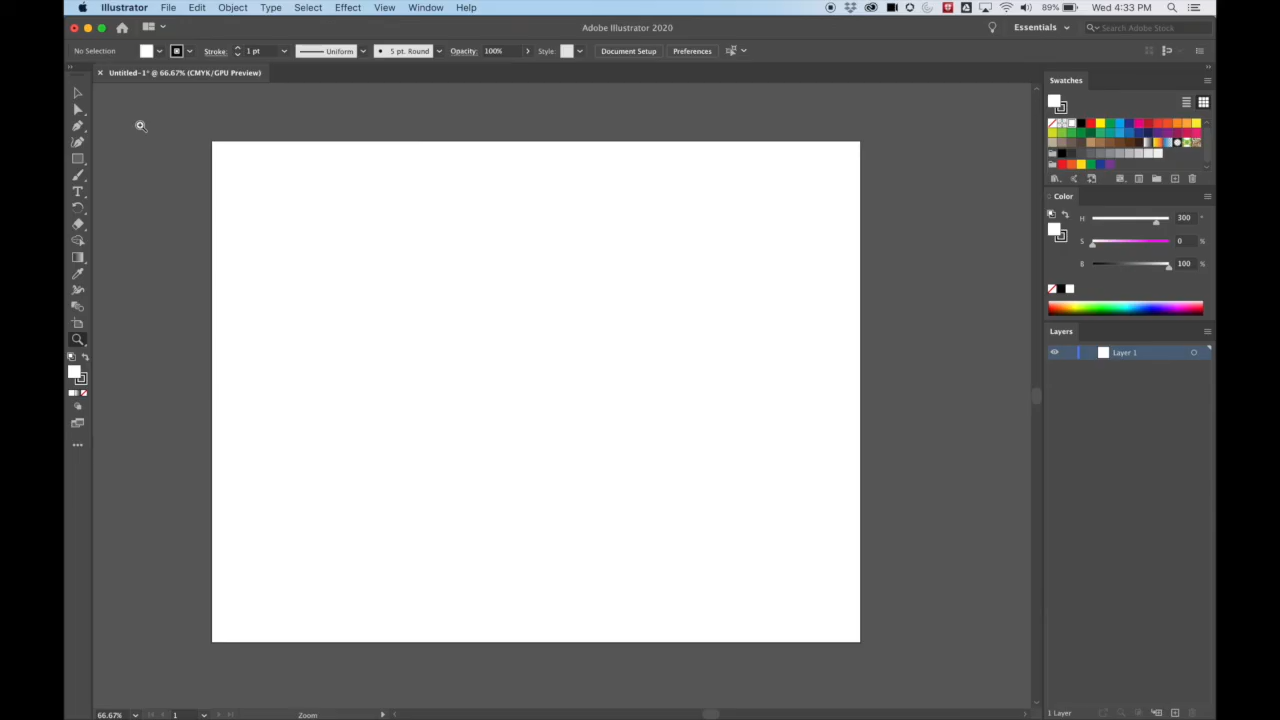 Illustrator File Edit Object Type Select Effect View Window Help 89% Wed 4:33 PM
Adobe Illustrator 2020 Essentials Search Adobe Stock
No Selection Stroke: 1 pt Uniform 5 pt. Round Opacity: 100% Style: Document Setup Preferences
Untitled-1* @ 66.67% (CMYK/GPU Preview)
Swatches
Color
H 300 °
S 0 %
B 100 %
Layers
Layer 1
66.67% 1 Zoom 1 Layer